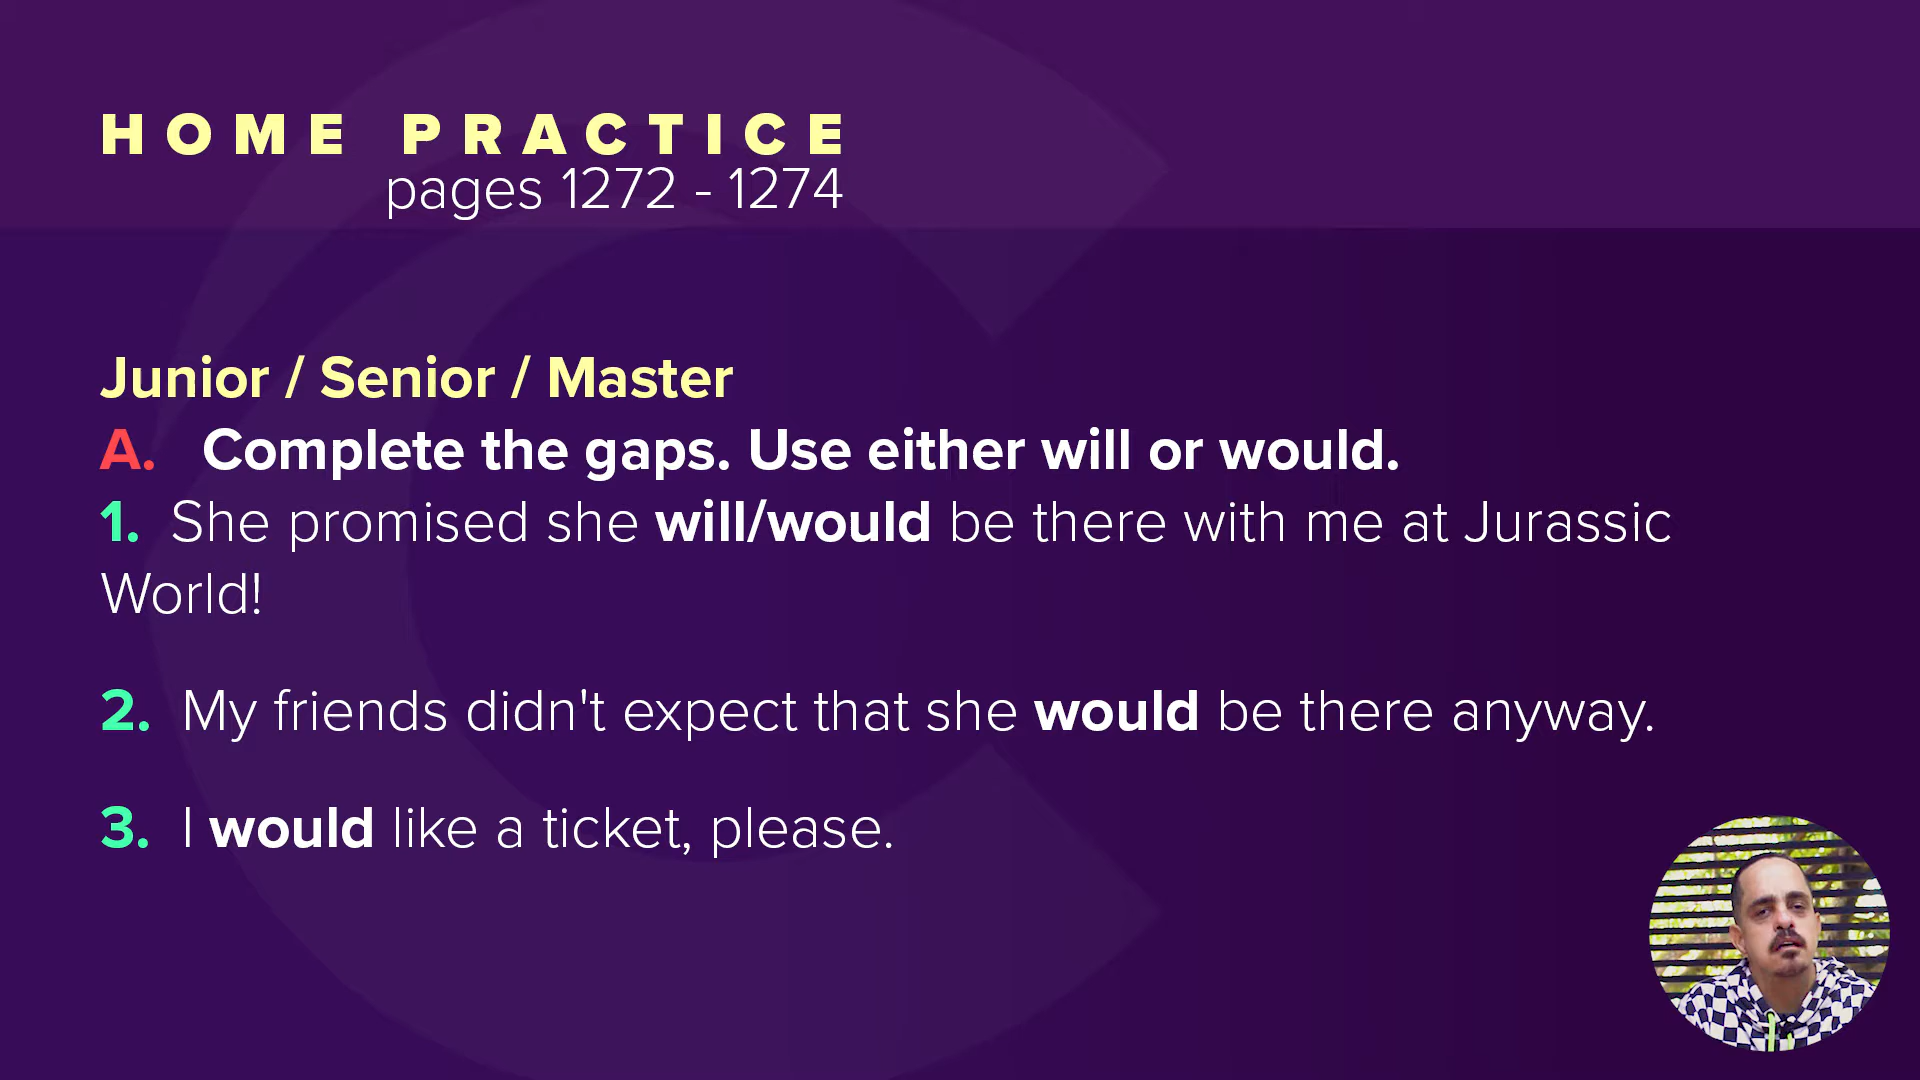 HOME PRACTICE
pages 1272 - 1274
Junior / Senior / Master
A. Complete the gaps. Use either will or would.
1. She promised she will/would be there with me at Jurassic
World!
2. My friends didn't expect that she would be there anyway.
3. I would like a ticket, please.